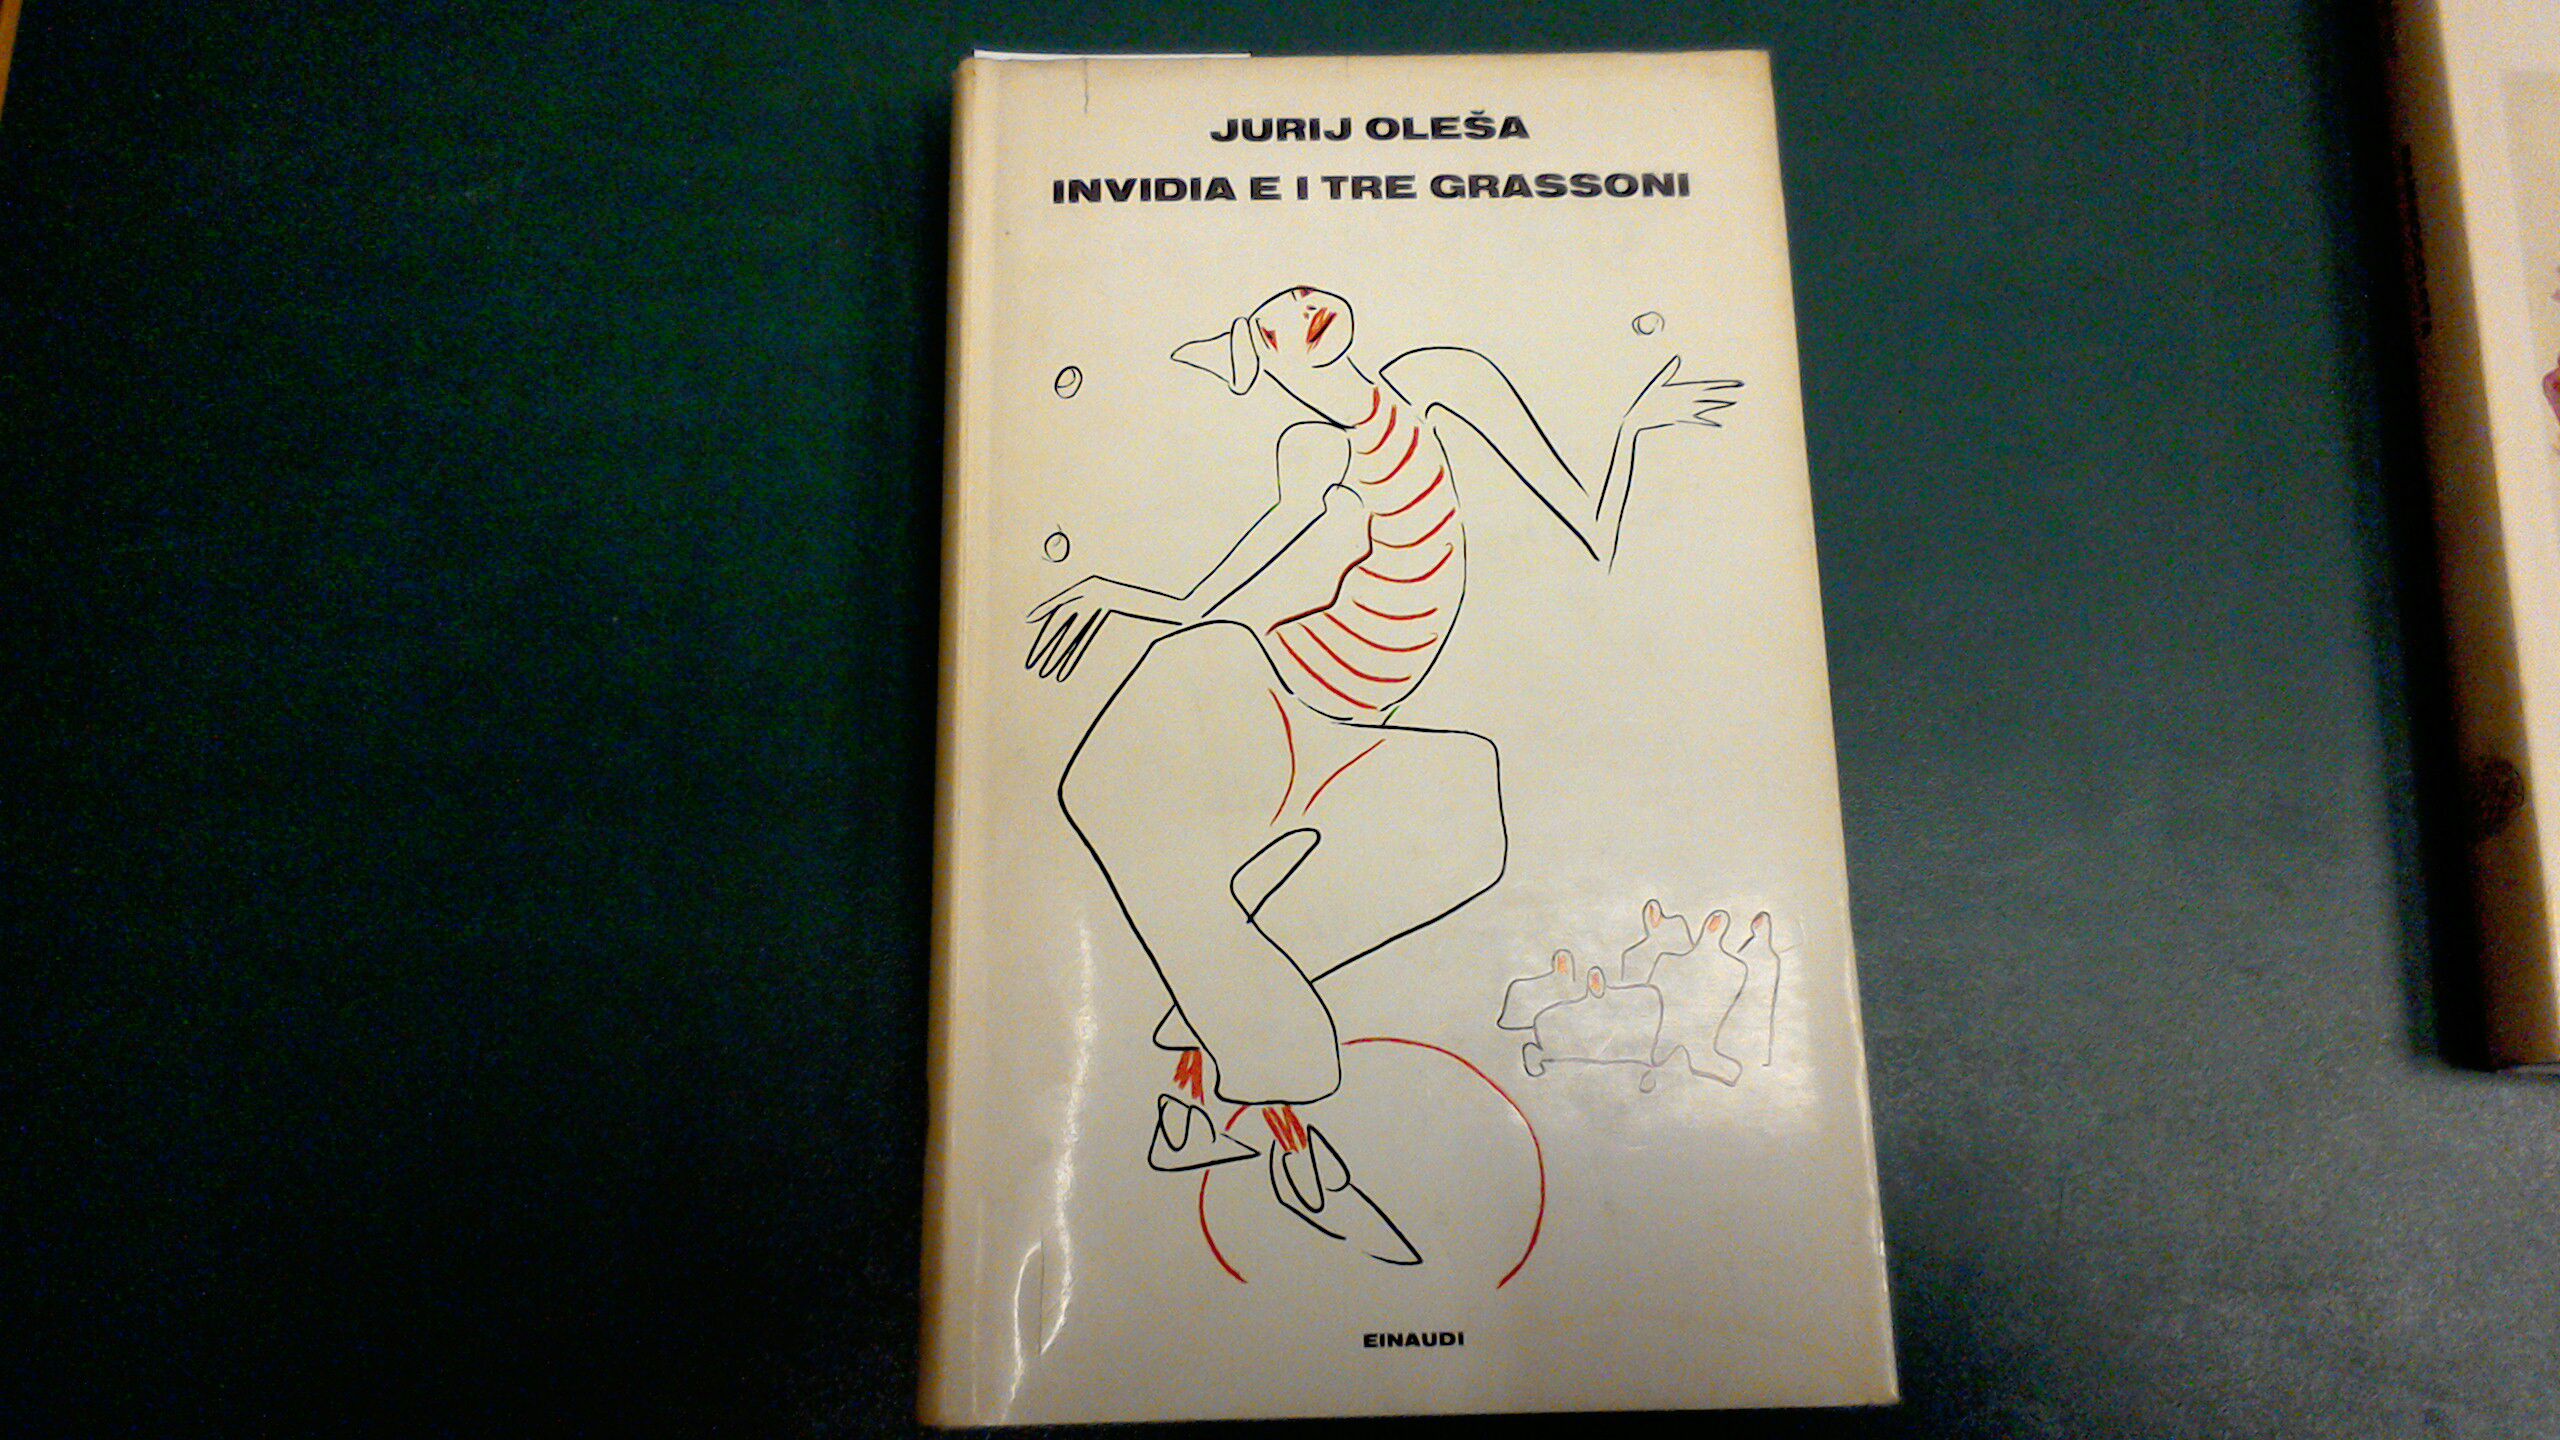 JURIJ OLEŠA
INVIDIA E I TRE GRASSONI
EINAUDI